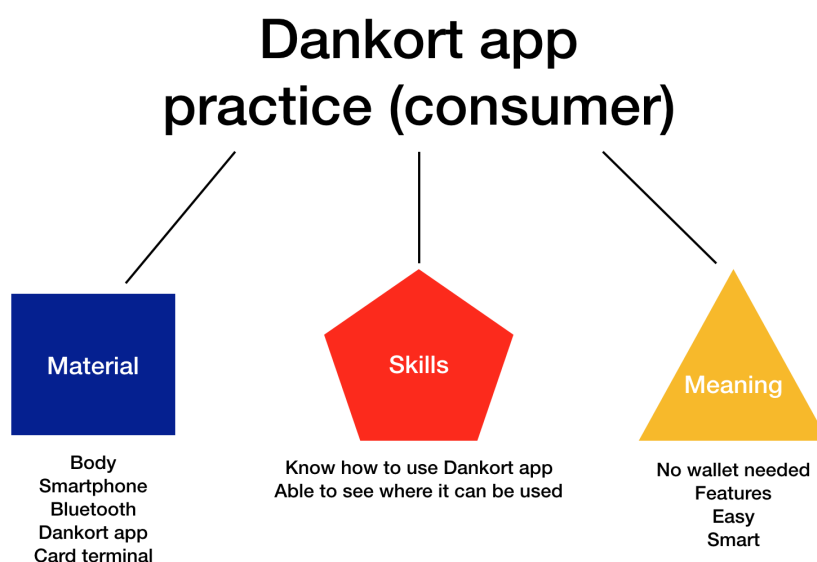 Dankort app
practice (consumer)
Material
Body
Smartphone
Bluetooth
Dankort app
Card terminal
Skills
Know how to use Dankort app
Able to see where it can be used
Meaning
No wallet needed
Features
Easy
Smart